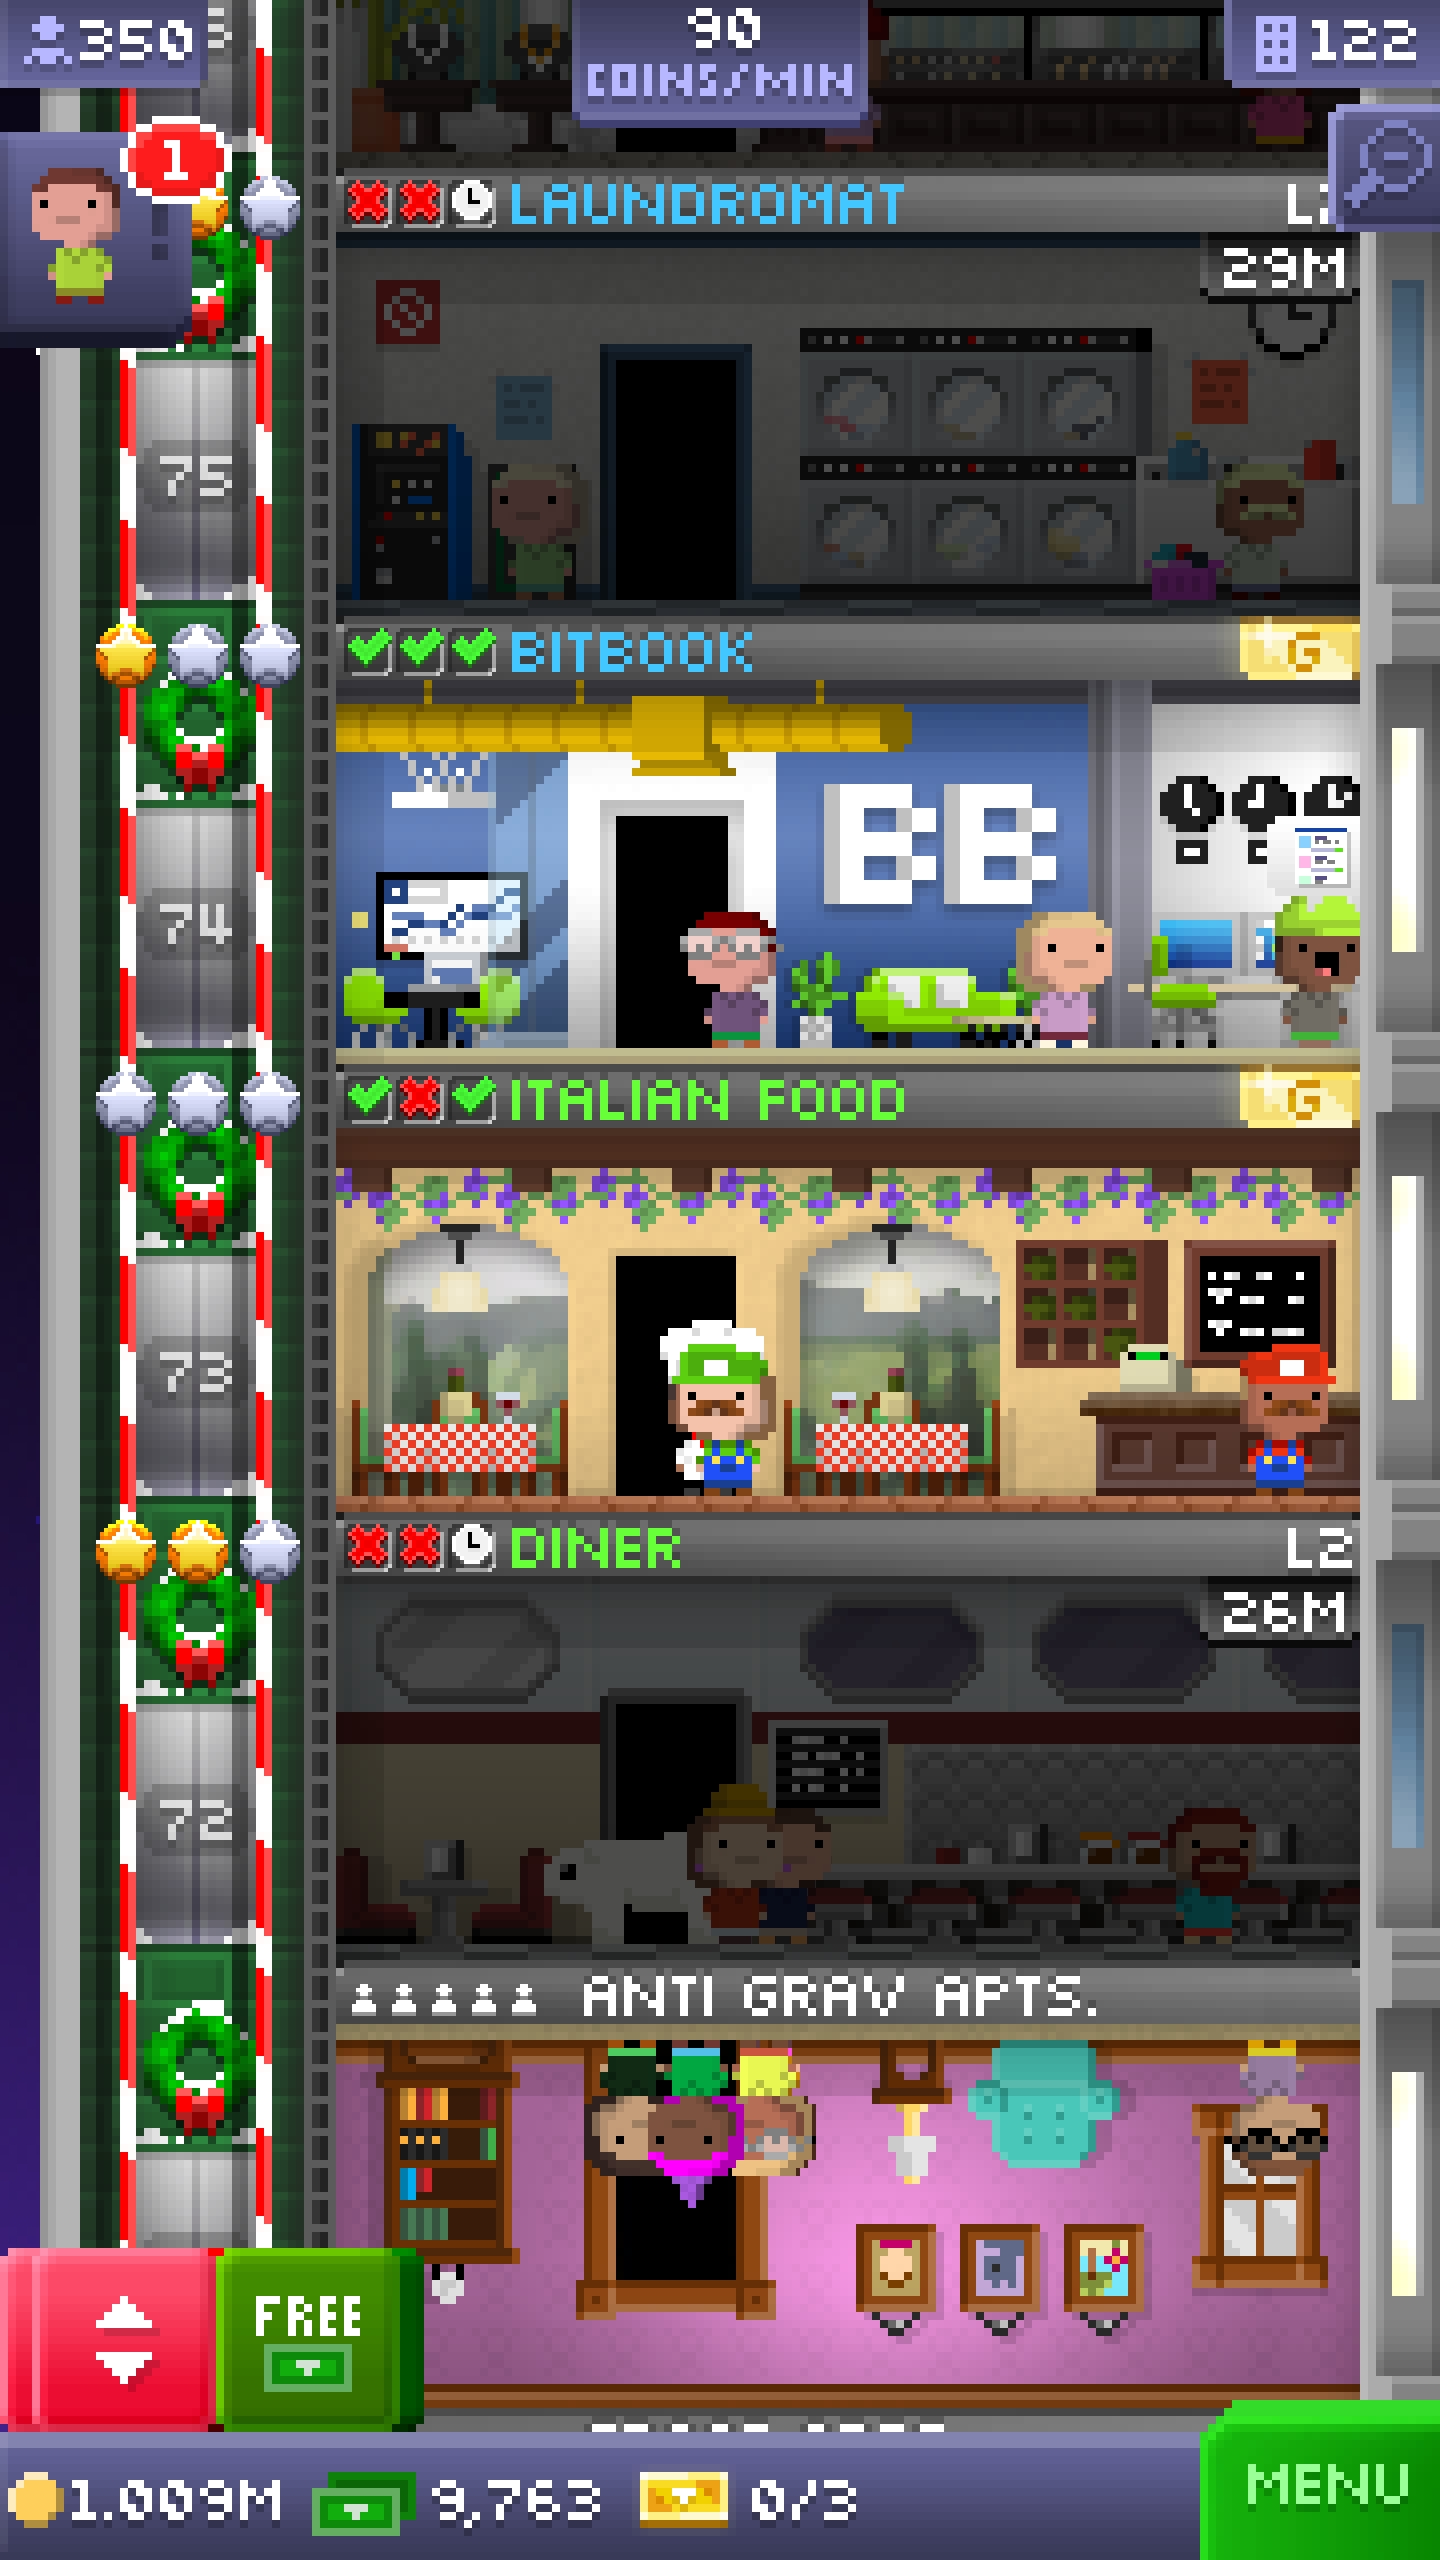 350
90
COINS/MIN
122
1
LAUNDROMAT
29M
75
BITBOOK
G
74
BB
ITALIAN FOOD
G
73
DINER
L2
26M
72
ANTI GRAV APTS.
FREE
1.009M
9,763
0/3
MENU